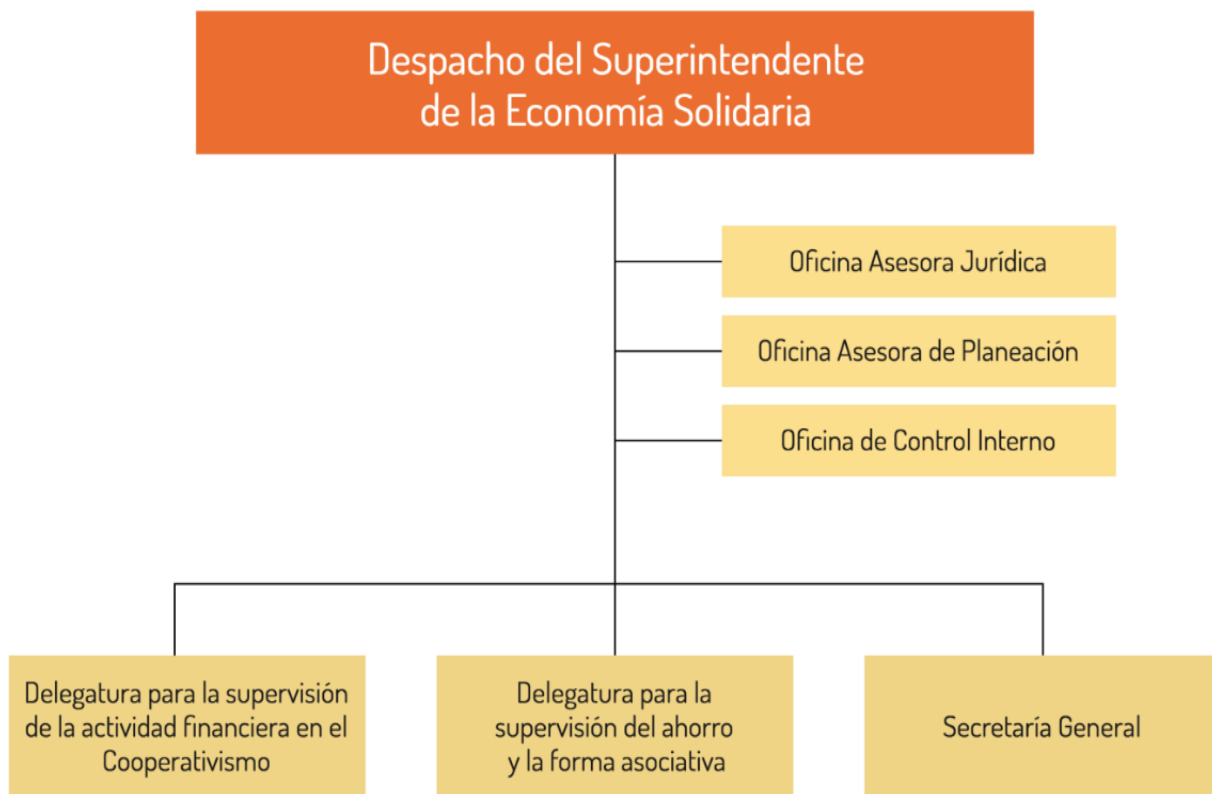 Despacho del Superintendente
de la Economía Solidaria
Oficina Asesora Jurídica
Oficina Asesora de Planeación
Oficina de Control Interno
Delegatura para la supervisión
de la actividad financiera en el
Cooperativismo
Delegatura para la
supervisión del ahorro
y la forma asociativa
Secretaría General